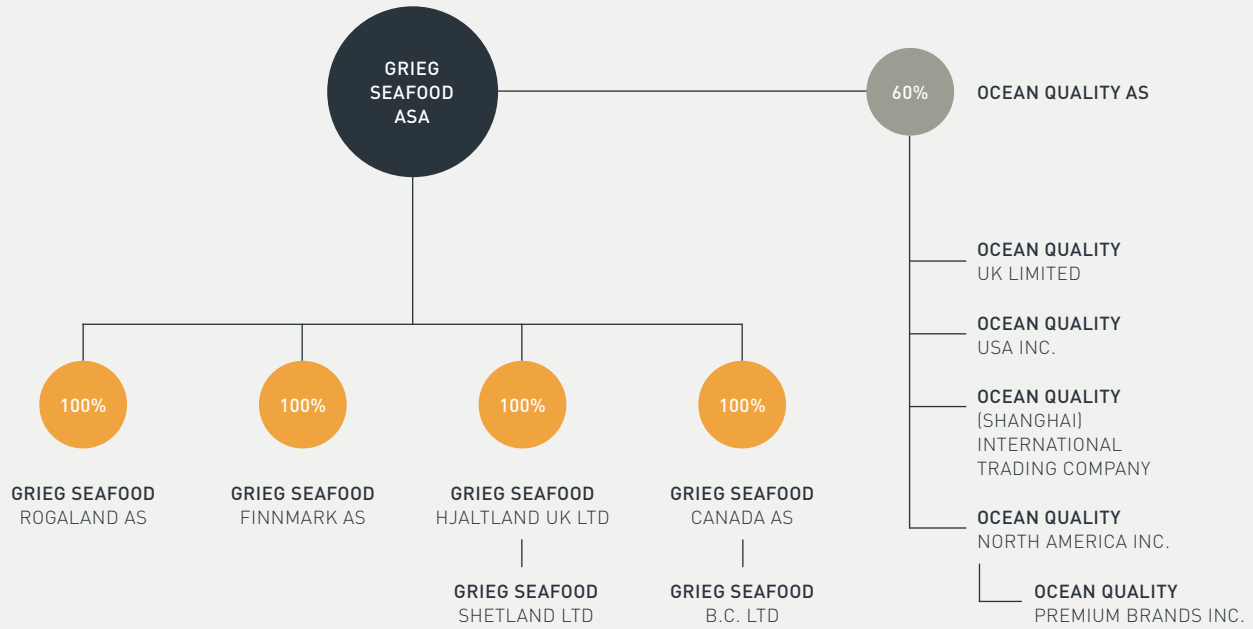 GRIEG
SEAFOOD
ASA
60%
OCEAN QUALITY AS
OCEAN QUALITY
UK LIMITED
OCEAN QUALITY
USA INC.
OCEAN QUALITY
(SHANGHAI)
INTERNATIONAL
TRADING COMPANY
OCEAN QUALITY
NORTH AMERICA INC.
OCEAN QUALITY
PREMIUM BRANDS INC.
100%
GRIEG SEAFOOD
ROGALAND AS
100%
GRIEG SEAFOOD
FINNMARK AS
100%
GRIEG SEAFOOD
HJALTLAND UK LTD
GRIEG SEAFOOD
SHETLAND LTD
100%
GRIEG SEAFOOD
CANADA AS
GRIEG SEAFOOD
B.C. LTD